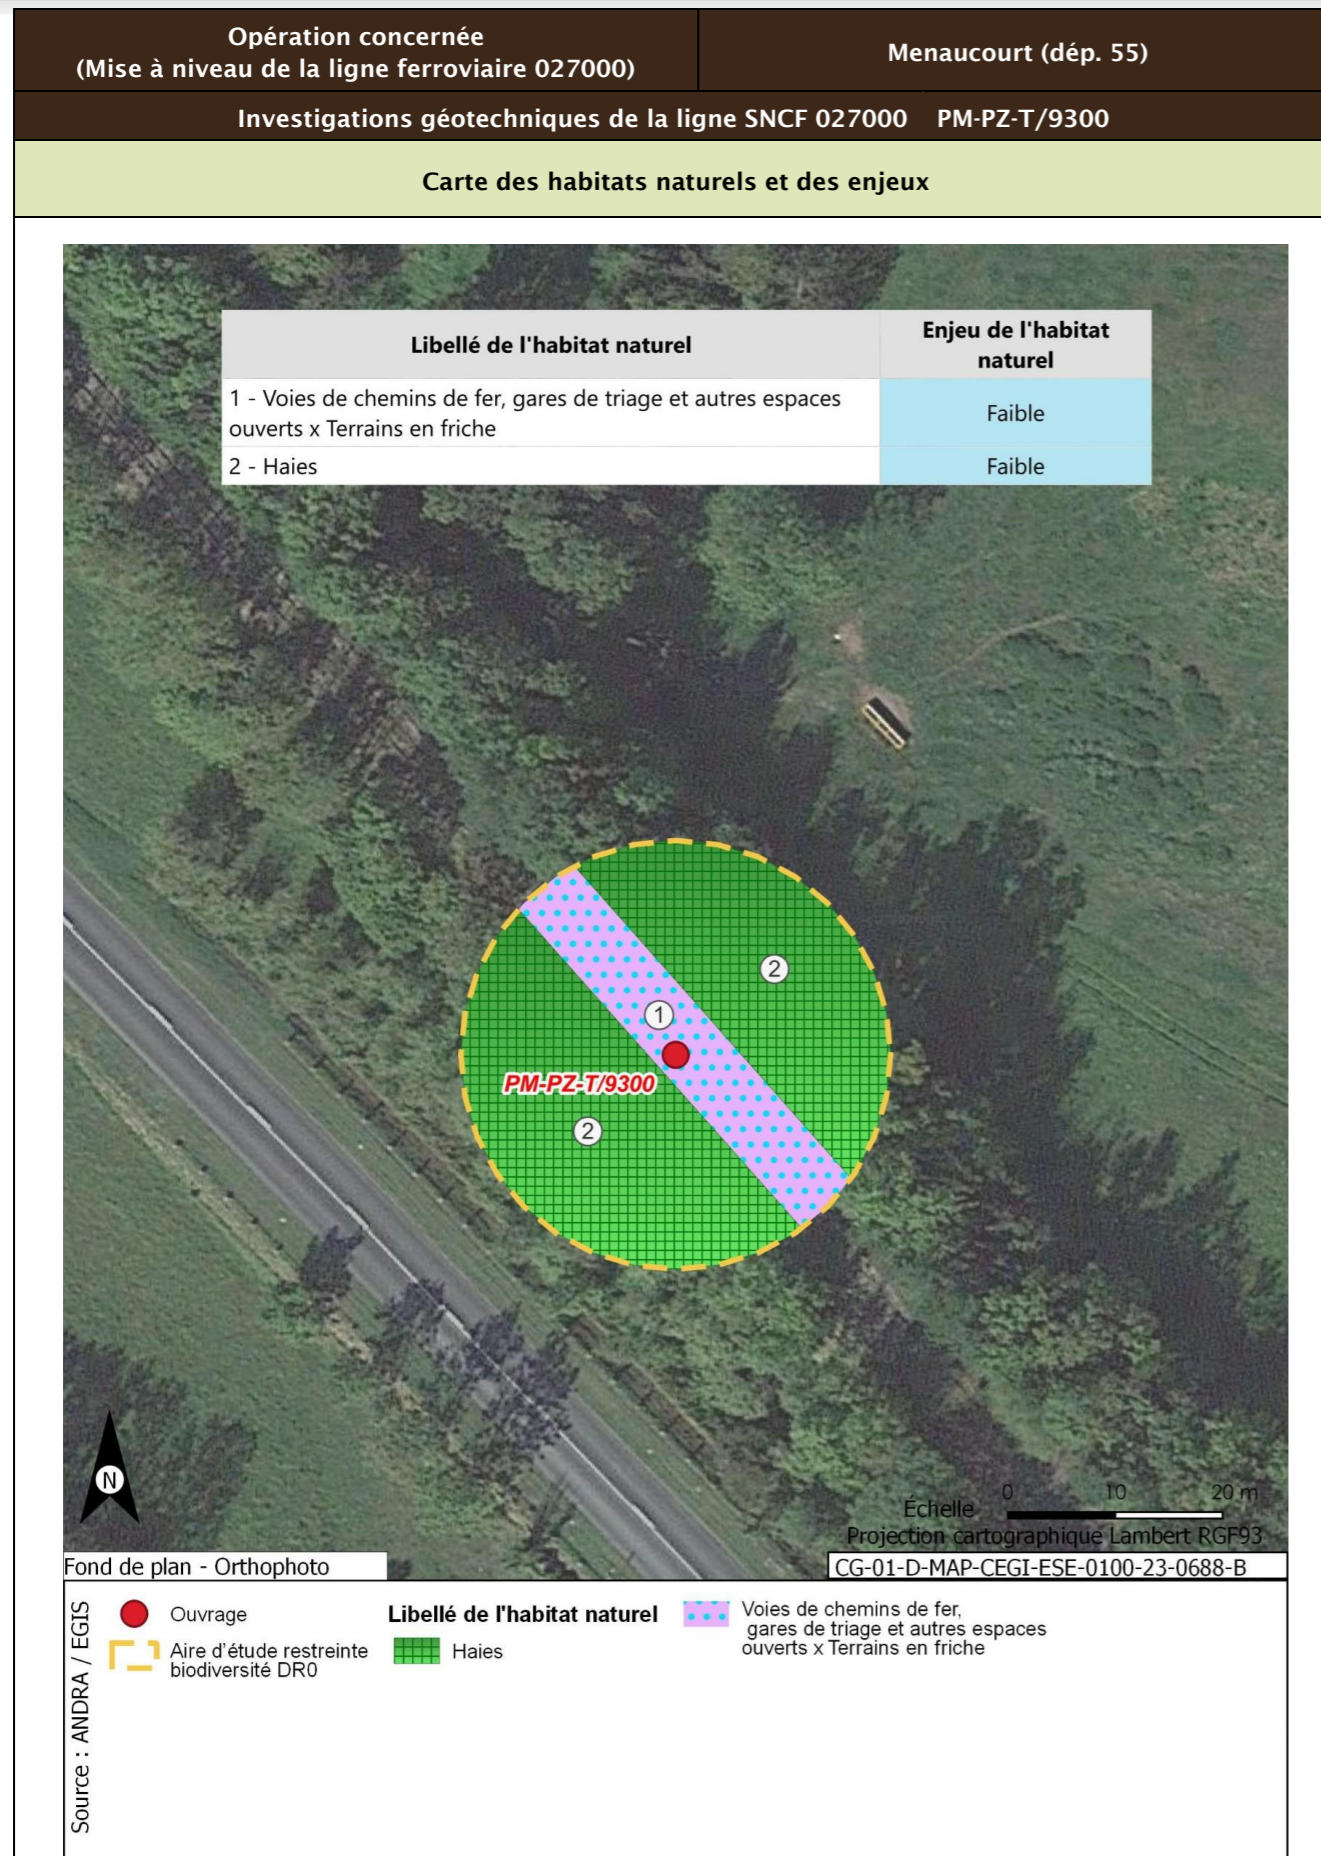 Opération concernée
(Mise à niveau de la ligne ferroviaire 027000)
Menaucourt (dép. 55)
Investigations géotechniques de la ligne SNCF 027000 PM-PZ-T/9300
Carte des habitats naturels et des enjeux
Libellé de l'habitat naturel
Enjeu de l'habitat
naturel
1 - Voies de chemins de fer, gares de triage et autres espaces
ouverts x Terrains en friche
Faible
2 - Haies
Faible
2
1
PM-PZ-T/9300
2
N
0 10 20 m
Échelle
Projection cartographique Lambert RGF93
Fond de plan - Orthophoto
CG-01-D-MAP-CEGI-ESE-0100-23-0688-B
Source : ANDRA / EGIS
Ouvrage
Aire d'étude restreinte
biodiversité DR0
Libellé de l'habitat naturel
Haies
Voies de chemins de fer,
gares de triage et autres espaces
ouverts x Terrains en friche